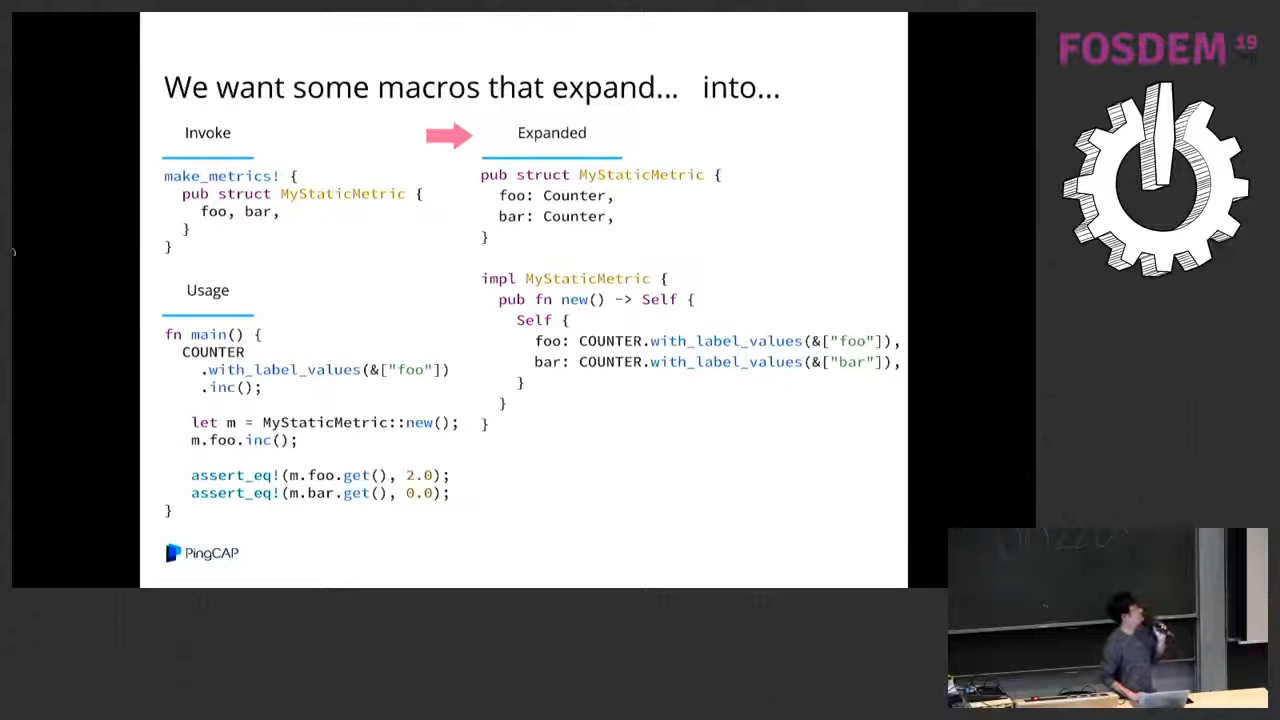 We want some macros that expand... into...
Invoke
make_metrics! {
pub struct MyStaticMetric {
foo, bar,
}
}
Usage
fn main() {
COUNTER
.with_label_values(&["foo"])
.inc();
let m = MyStaticMetric::new();
m.foo.inc();
assert_eq!(m.foo.get(), 2.0);
assert_eq!(m.bar.get(), 0.0);
}
Expanded
pub struct MyStaticMetric {
foo: Counter,
bar: Counter,
}
impl MyStaticMetric {
pub fn new() -> Self {
Self {
foo: COUNTER.with_label_values(&["foo"]),
bar: COUNTER.with_label_values(&["bar"]),
}
}
}
PingCAP
FOSDEM 19